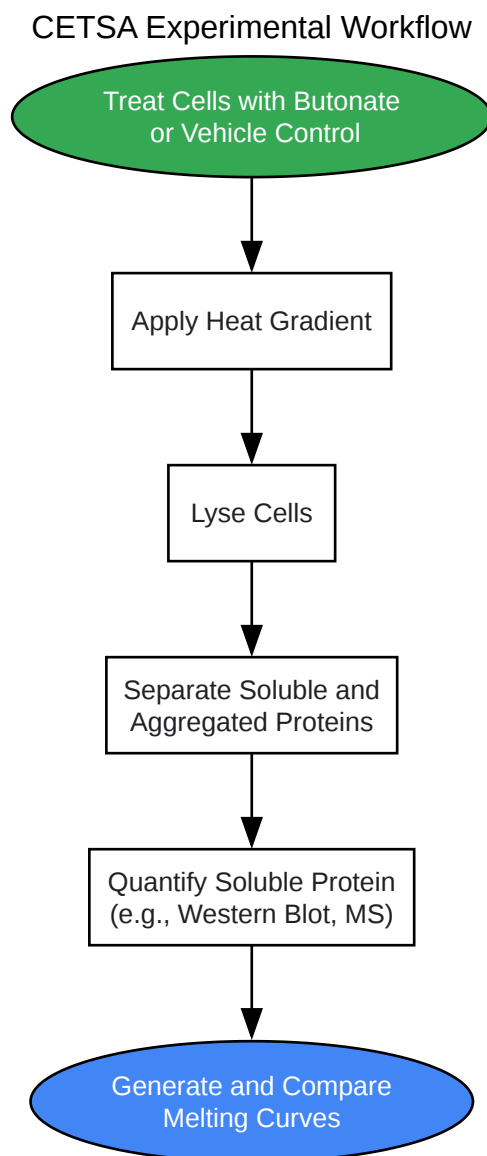 CETSA Experimental Workflow
Treat Cells with Butonate
or Vehicle Control
Apply Heat Gradient
Lyse Cells
Separate Soluble and
Aggregated Proteins
Quantify Soluble Protein
(e.g., Western Blot, MS)
Generate and Compare
Melting Curves